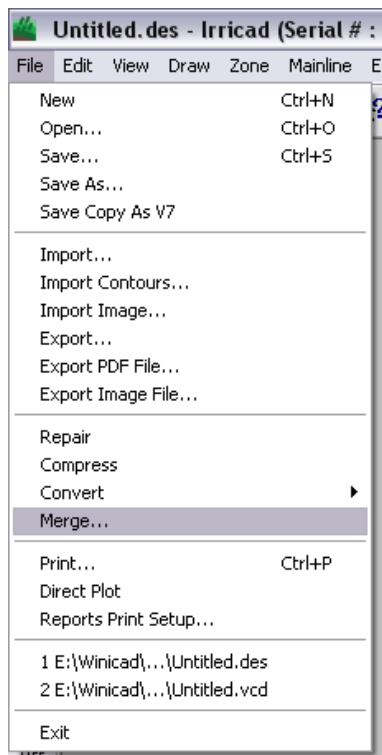 Untitled.des - Irricad (Serial # :
File Edit View Draw Zone Mainline E
New Ctrl+N
Open... Ctrl+O
Save... Ctrl+S
Save As...
Save Copy As V7
Import...
Import Contours...
Import Image...
Export...
Export PDF File...
Export Image File...
Repair
Compress
Convert
Merge...
Print... Ctrl+P
Direct Plot
Reports Print Setup...
1 E:\Winicad\...\Untitled.des
2 E:\Winicad\...\Untitled.vcd
Exit